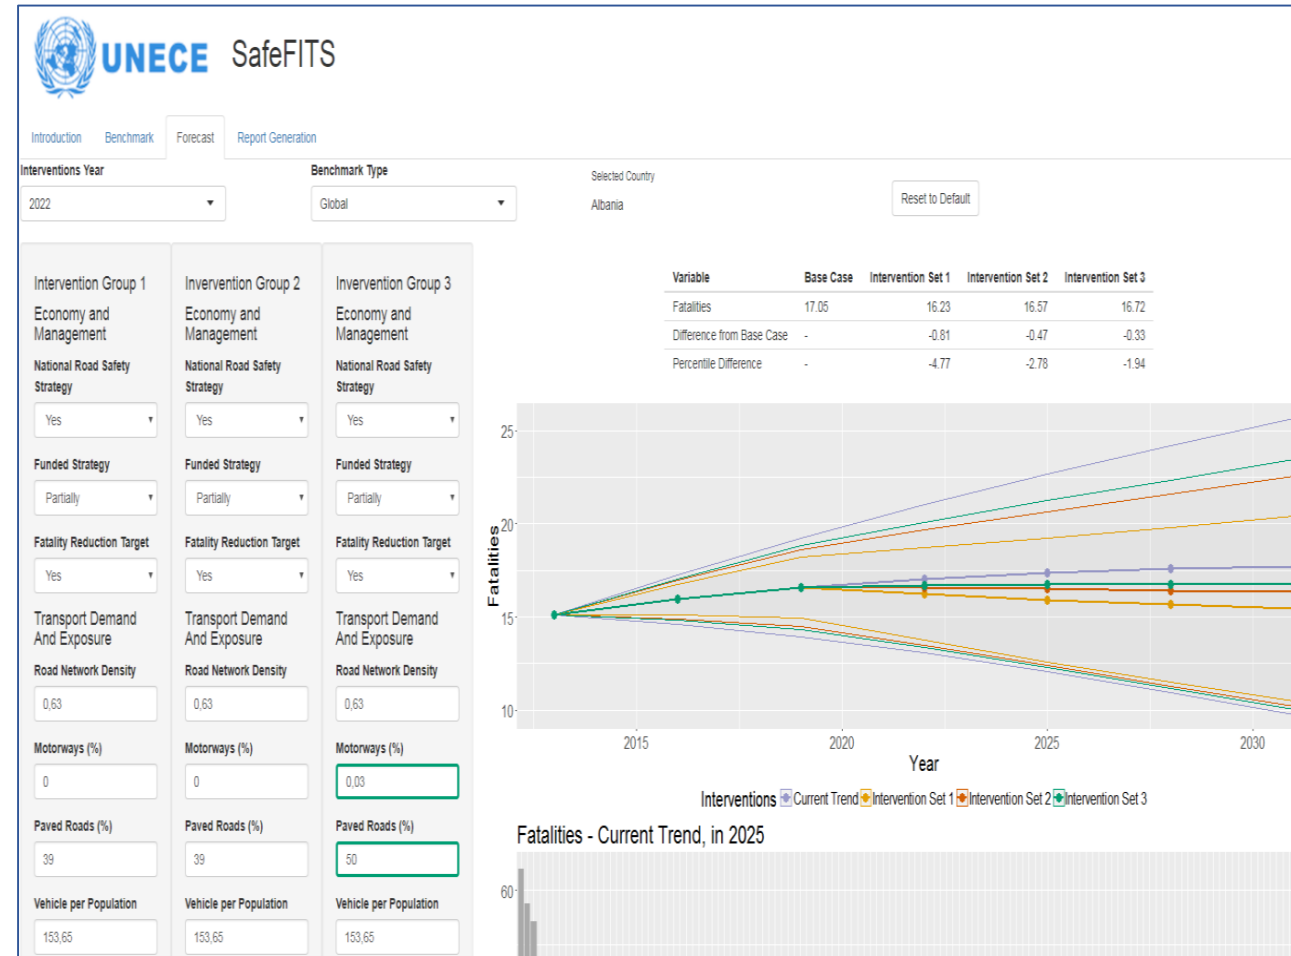 UNECE SafeFITS
Introduction Benchmark Forecast Report Generation
Interventions Year Benchmark Type Selected Country
2022 Global Albania Reset to Default
Intervention Group 1 Invervention Group 2 Invervention Group 3
Economy and Management Economy and Management Economy and Management
National Road Safety Strategy National Road Safety Strategy National Road Safety Strategy
Yes Yes Yes
Funded Strategy Funded Strategy Funded Strategy
Partially Partially Partially
Fatality Reduction Target Fatality Reduction Target Fatality Reduction Target
Yes Yes Yes
Transport Demand And Exposure Transport Demand And Exposure Transport Demand And Exposure
Road Network Density Road Network Density Road Network Density
0,63 0,63 0,63
Motorways (%) Motorways (%) Motorways (%)
0 0 0,03
Paved Roads (%) Paved Roads (%) Paved Roads (%)
39 39 50
Vehicle per Population Vehicle per Population Vehicle per Population
153,65 153,65 153,65
Variable Base Case Intervention Set 1 Intervention Set 2 Intervention Set 3
Fatalities 17.05 16.23 16.57 16.72
Difference from Base Case - -0.81 -0.47 -0.33
Percentile Difference - -4.77 -2.78 -1.94
Fatalities
25
20
15
10
2015 2020 2025 2030
Year
Interventions Current Trend Intervention Set 1 Intervention Set 2 Intervention Set 3
Fatalities - Current Trend, in 2025
60